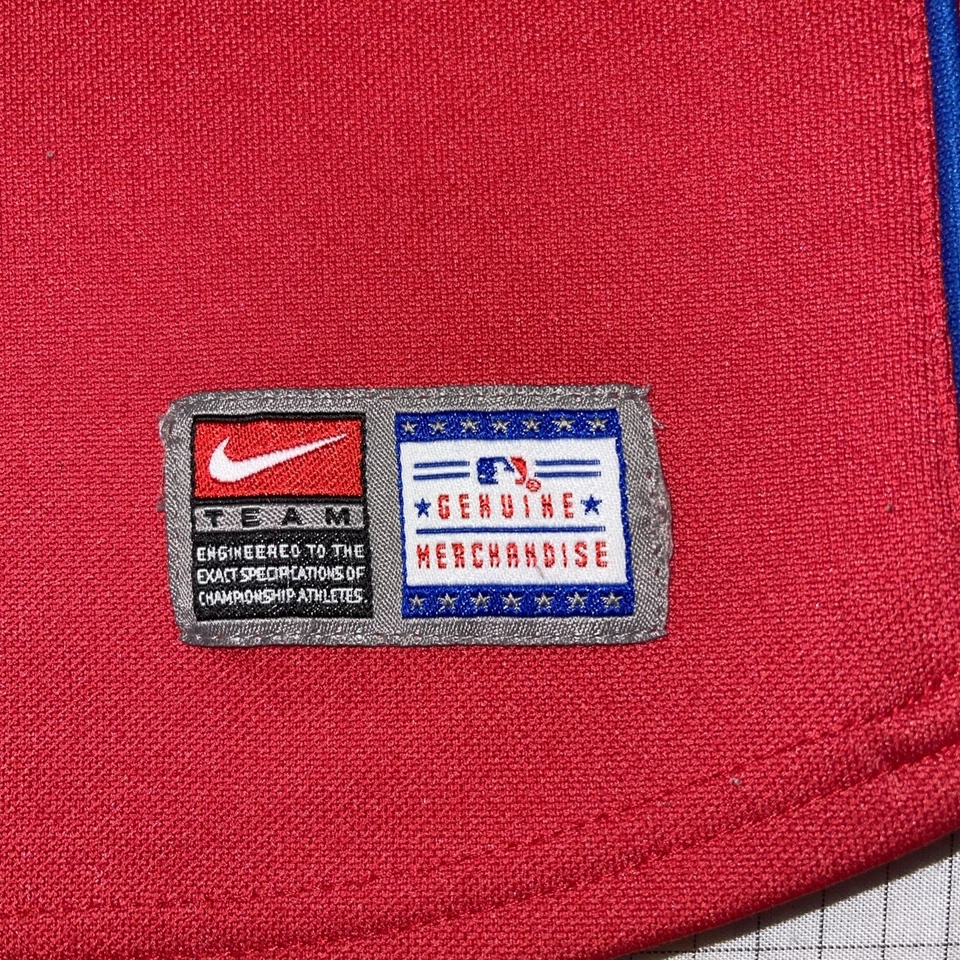 TEAM
ENGINEERED TO THE
EXACT SPECIFICATIONS OF
CHAMPIONSHIP ATHLETES.
GENUINE
MERCHANDISE